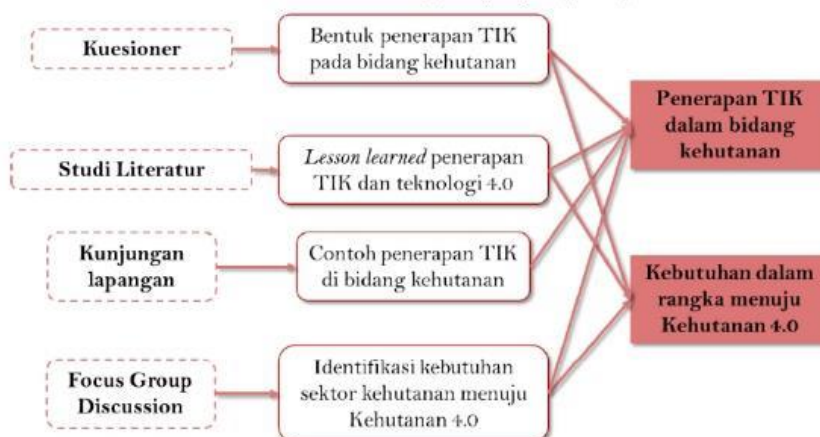 Kuesioner
Bentuk penerapan TIK
pada bidang kehutanan
Penerapan TIK
dalam bidang
kehutanan
Studi Literatur
Lesson learned penerapan
TIK dan teknologi 4.0
Kunjungan
lapangan
Contoh penerapan TIK
di bidang kehutanan
Kebutuhan dalam
rangka menuju
Kehutanan 4.0
Focus Group
Discussion
Identifikasi kebutuhan
sektor kehutanan menuju
Kehutanan 4.0